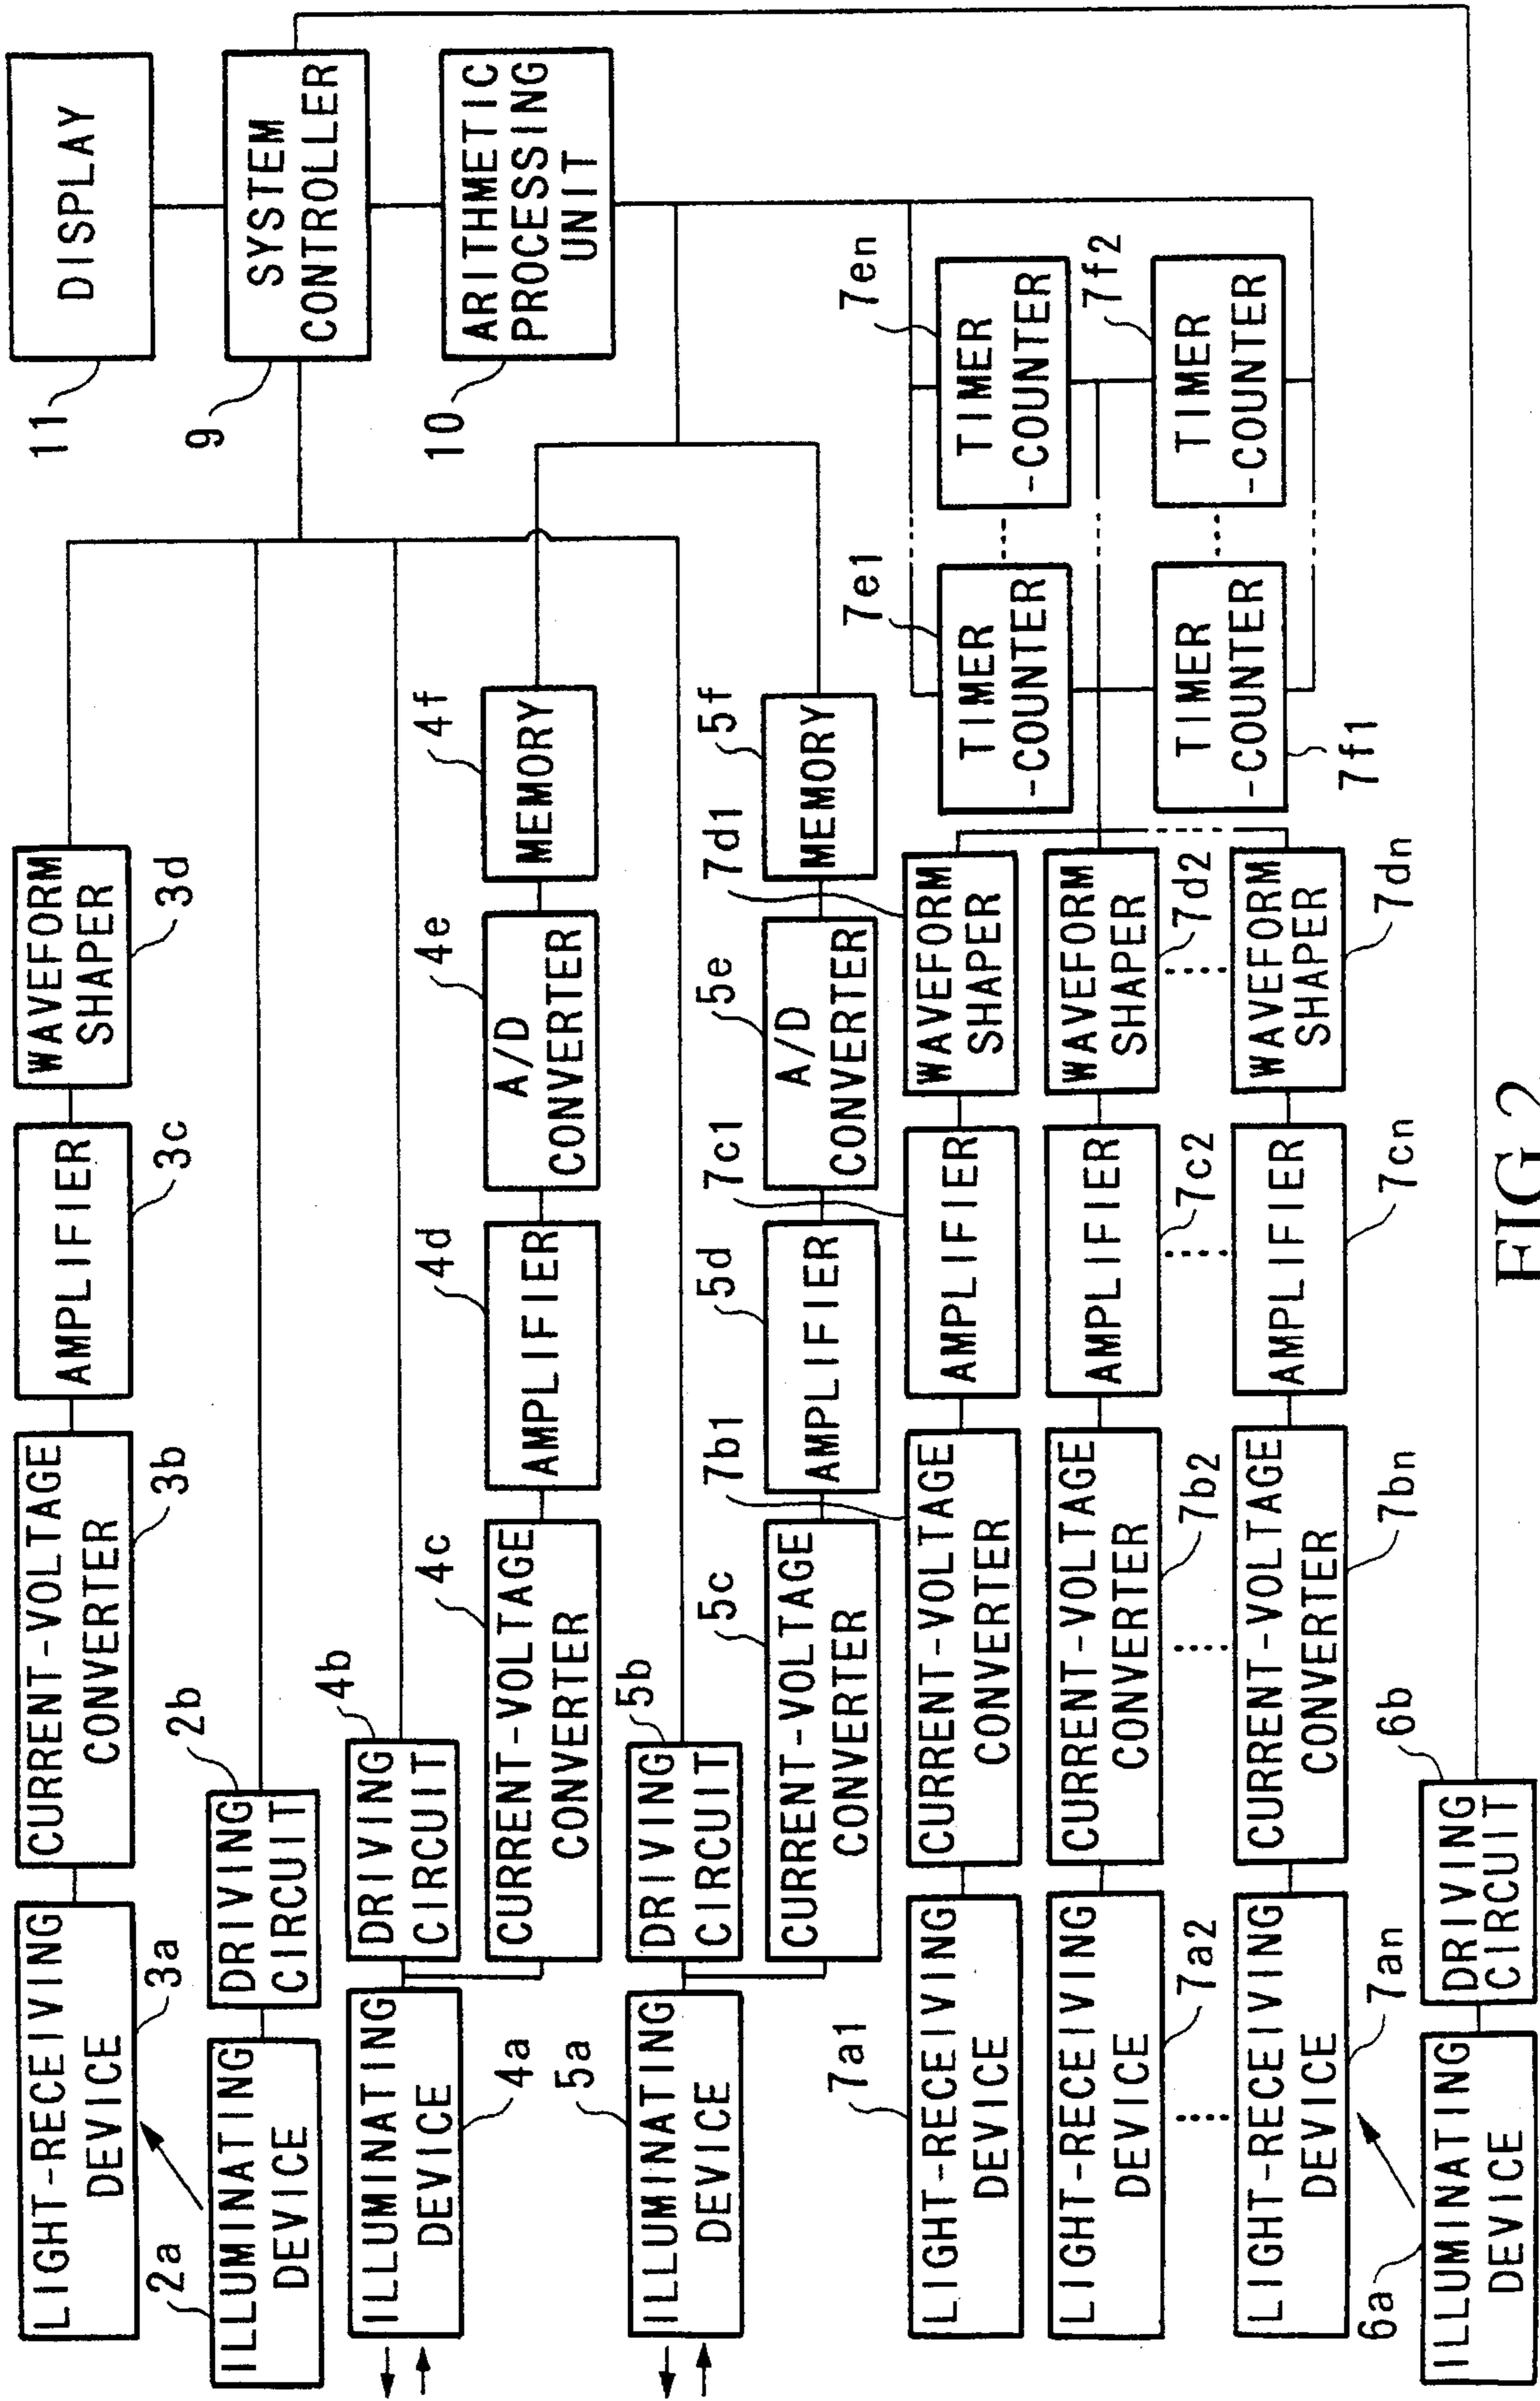 LIGHT-RECEIVING
DEVICE
3a
CURRENT-VOLTAGE
CONVERTER
3b
AMPLIFIER
3c
WAVEFORM
SHAPER
3d
DISPLAY
11
2a
ILLUMINATING
DEVICE
2b
DRIVING
CIRCUIT
SYSTEM
CONTROLLER
9
ILLUMINATING
DEVICE
4a
4b
DRIVING
CIRCUIT
4c
CURRENT-VOLTAGE
CONVERTER
4d
AMPLIFIER
4e
A/D
CONVERTER
4f
MEMORY
10
ARITHMETIC
PROCESSING
UNIT
5a
ILLUMINATING
DEVICE
5b
DRIVING
CIRCUIT
5c
CURRENT-VOLTAGE
CONVERTER
5d
AMPLIFIER
5e
A/D
CONVERTER
5f
MEMORY
7a1
LIGHT-RECEIVING
DEVICE
7b1
CURRENT-VOLTAGE
CONVERTER
7c1
AMPLIFIER
7d1
WAVEFORM
SHAPER
7e1
TIMER
-COUNTER
7en
TIMER
-COUNTER
LIGHT-RECEIVING
DEVICE
7a2
CURRENT-VOLTAGE
CONVERTER
7b2
AMPLIFIER
7c2
WAVEFORM
SHAPER
7d2
TIMER
-COUNTER
7f1
7f2
TIMER
-COUNTER
LIGHT-RECEIVING
DEVICE
7an
CURRENT-VOLTAGE
CONVERTER
7bn
AMPLIFIER
7cn
WAVEFORM
SHAPER
7dn
6a
ILLUMINATING
DEVICE
6b
DRIVING
CIRCUIT
FIG.2